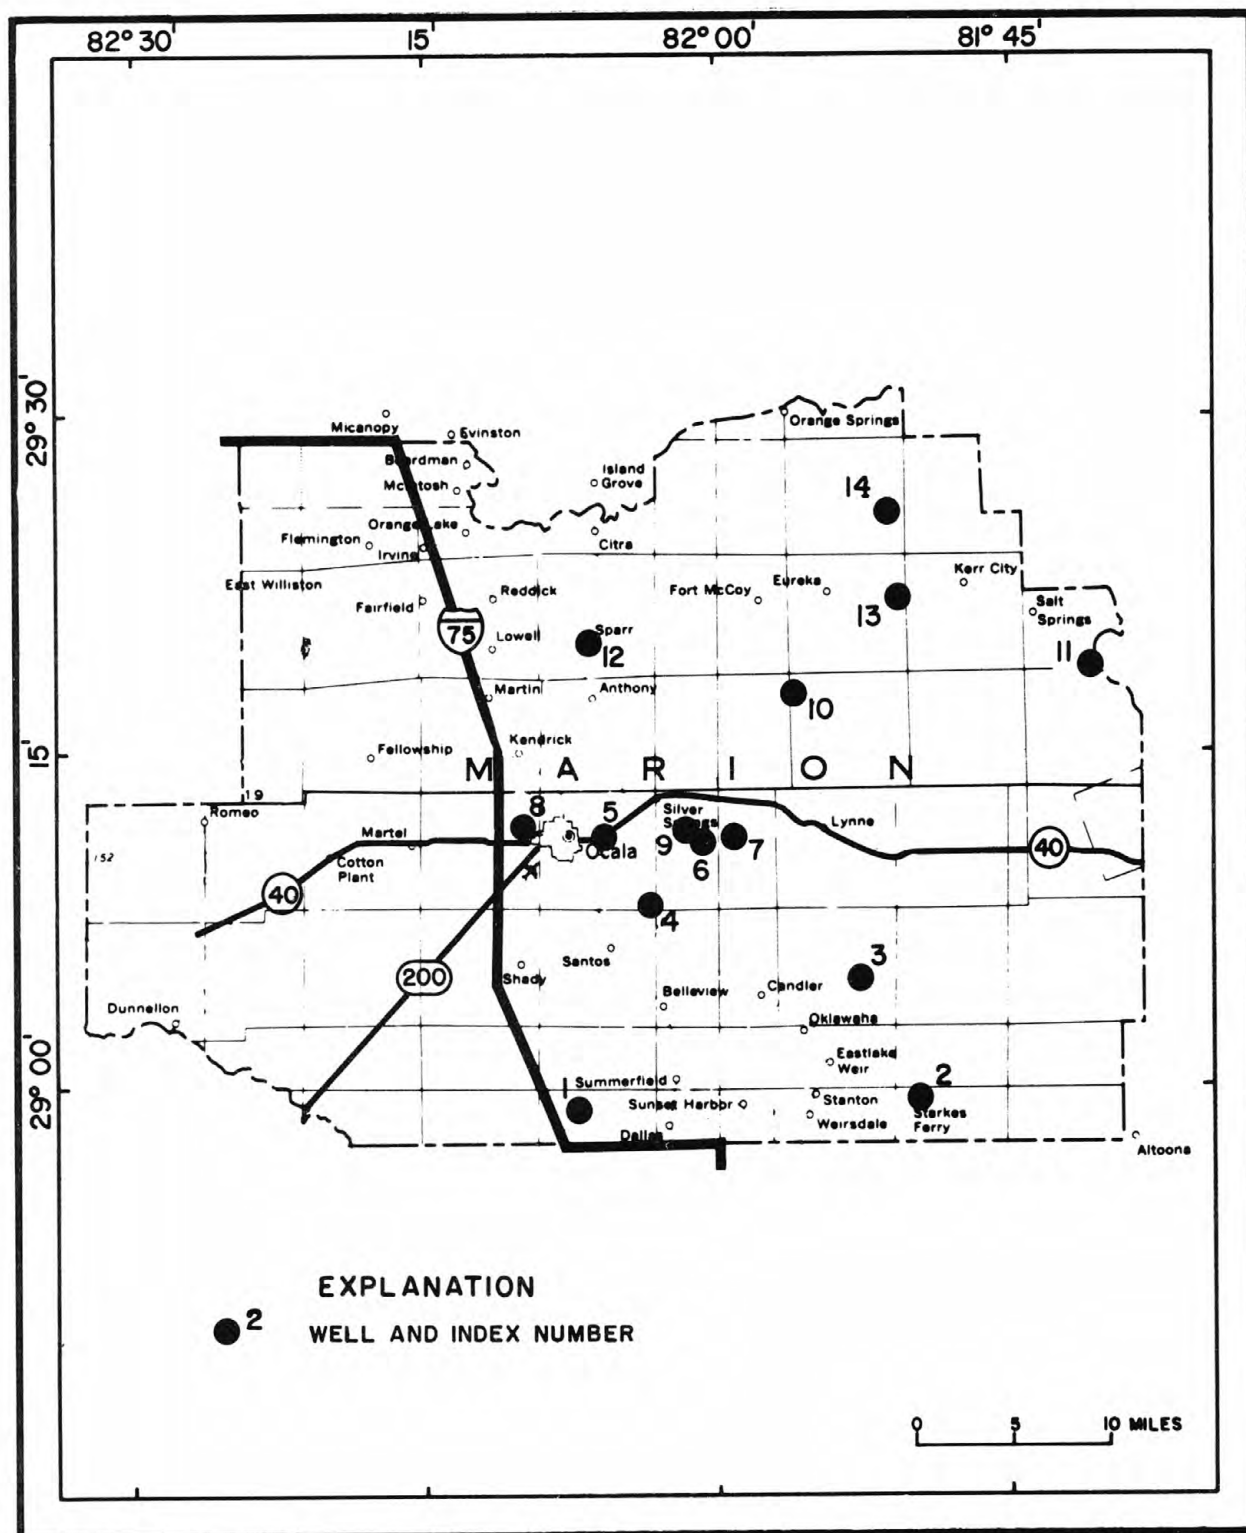 82° 30'
15'
82° 00'
81° 45'
29° 30'
15'
29° 00'
Micanopy
Evinston
Boardman
McIntosh
Orange Lake
Flemington
Irvine
East Williston
Fairfield
Reddick
Lowell
75
Island
Grove
Citra
Orange Springs
14
Fort McCoy
Eureka
Kerr City
13
Salt
Springs
11
Sparr
12
Martin
Anthony
10
Fellowship
Kendrick
MARION
19
Romeo
152
Martel
Cotton
Plant
40
8
Ocala
5
Silver
Springs
9
6
7
Lynne
40
4
200
Shady
Santos
3
Belleview
Candler
Dunnellon
Oklawaha
Eastlake
Weir
1
Summerfield
Sunset Harbor
Stanton
2
Starkes
Ferry
Dallas
Weirsdale
Altoona
EXPLANATION
2
WELL AND INDEX NUMBER
0 5 10 MILES